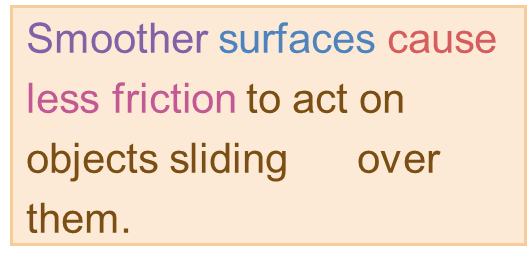 Smoother surfaces cause
less friction to act on
objects sliding over
them.